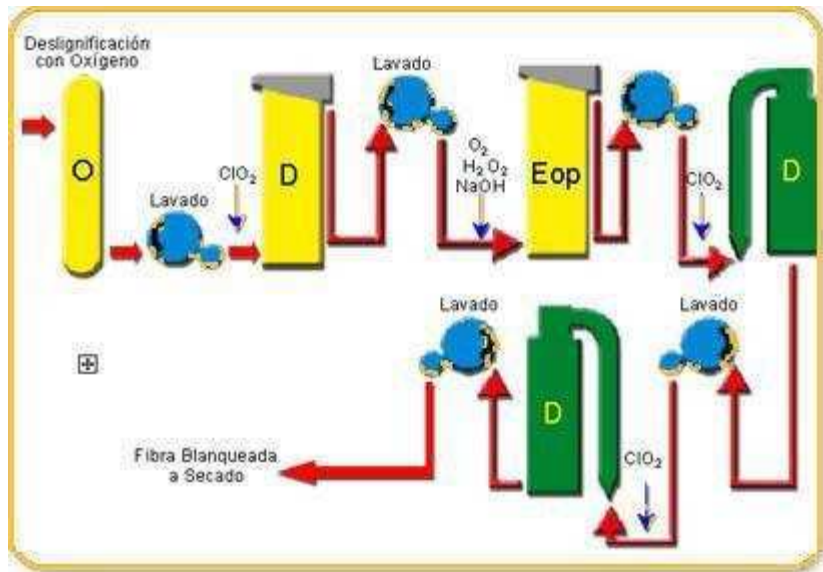 Deslignificación
con Oxígeno
O
Lavado
ClO2
D
Lavado
O2
H2O2
NaOH
Eop
ClO2
D
Lavado
D
Lavado
ClO2
Fibra Blanqueada
a Secado